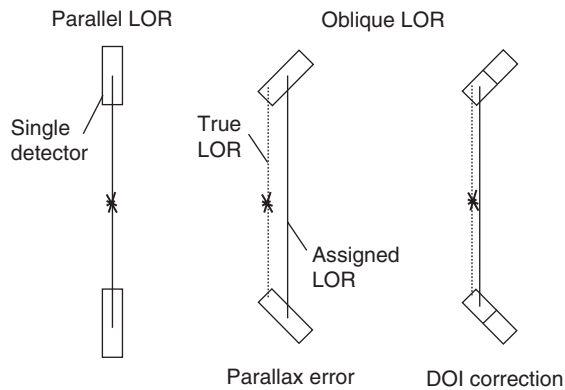 Parallel LOR
Oblique LOR
Single
detector
True
LOR
Assigned
LOR
Parallax error
DOI correction